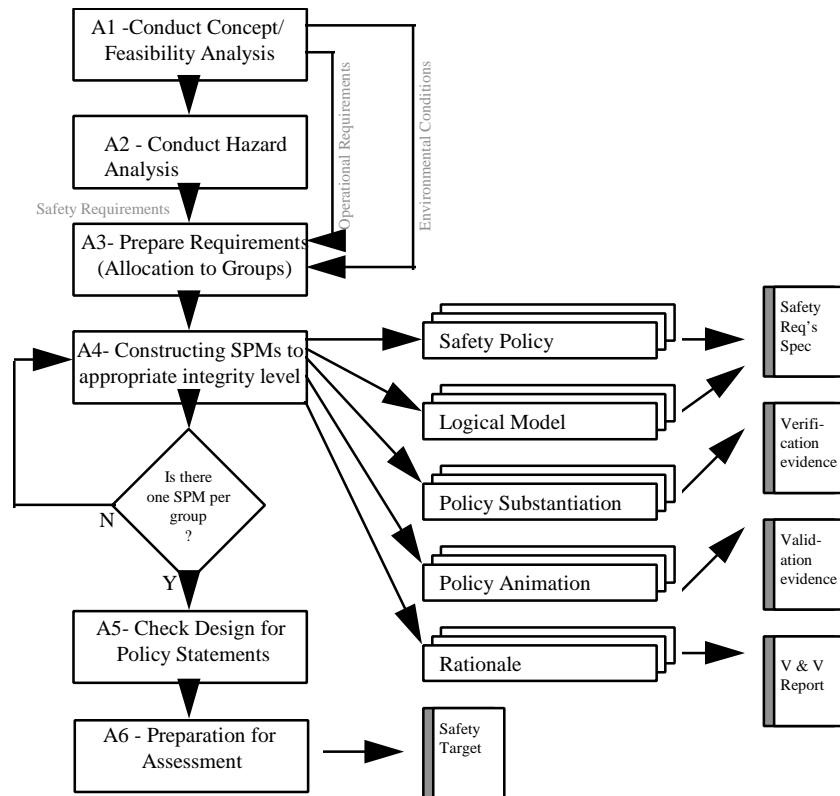 A1 -Conduct Concept/
Feasibility Analysis
A2 - Conduct Hazard
Analysis
Operational Requirements
Environmental Conditions
Safety Requirements
A3- Prepare Requirements
(Allocation to Groups)
A4- Constructing SPMs to
appropriate integrity level
Is there
one SPM per
group
?
N
Y
A5- Check Design for
Policy Statements
A6 - Preparation for
Assessment
Safety Policy
Logical Model
Policy Substantiation
Policy Animation
Rationale
Safety
Req's
Spec
Verifi-
cation
evidence
Valid-
ation
evidence
V & V
Report
Safety
Target